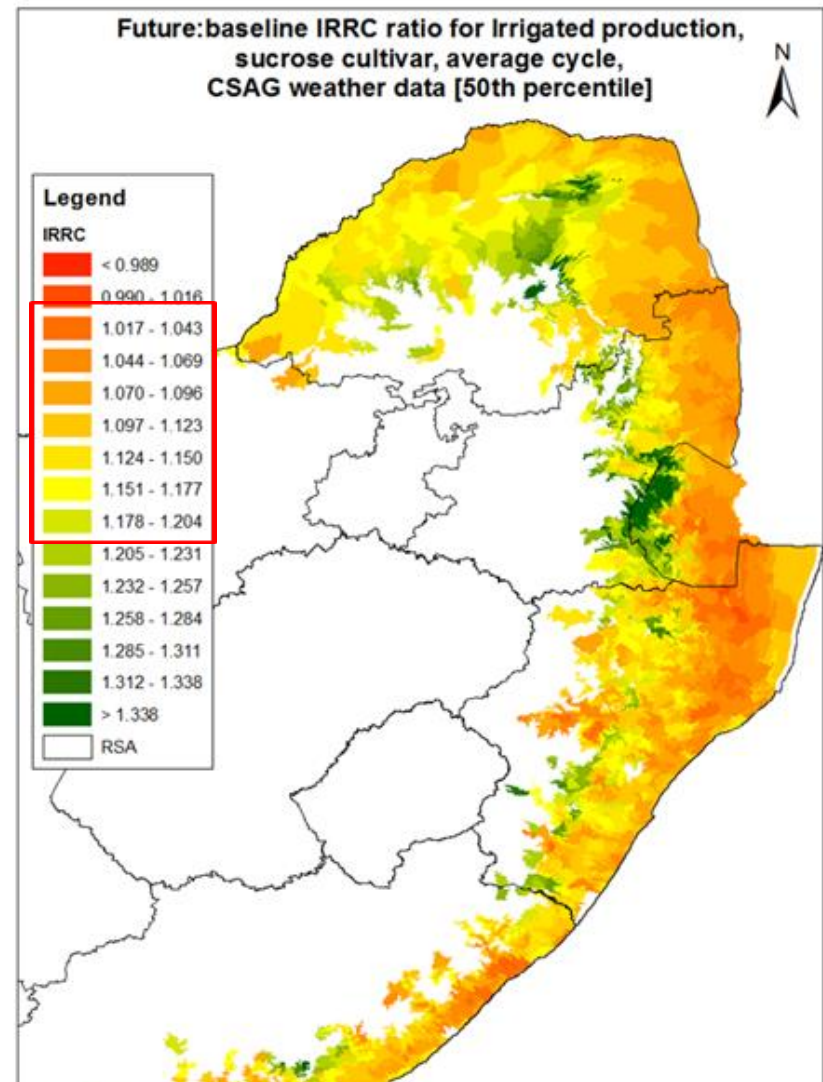 Future:baseline IRRC ratio for Irrigated production,
sucrose cultivar, average cycle,
CSAG weather data [50th percentile]
N
Legend
IRRC
< 0.989
0.990 - 1.016
1.017 - 1.043
1.044 - 1.069
1.070 - 1.096
1.097 - 1.123
1.124 - 1.150
1.151 - 1.177
1.178 - 1.204
1.205 - 1.231
1.232 - 1.257
1.258 - 1.284
1.285 - 1.311
1.312 - 1.338
> 1.338
RSA